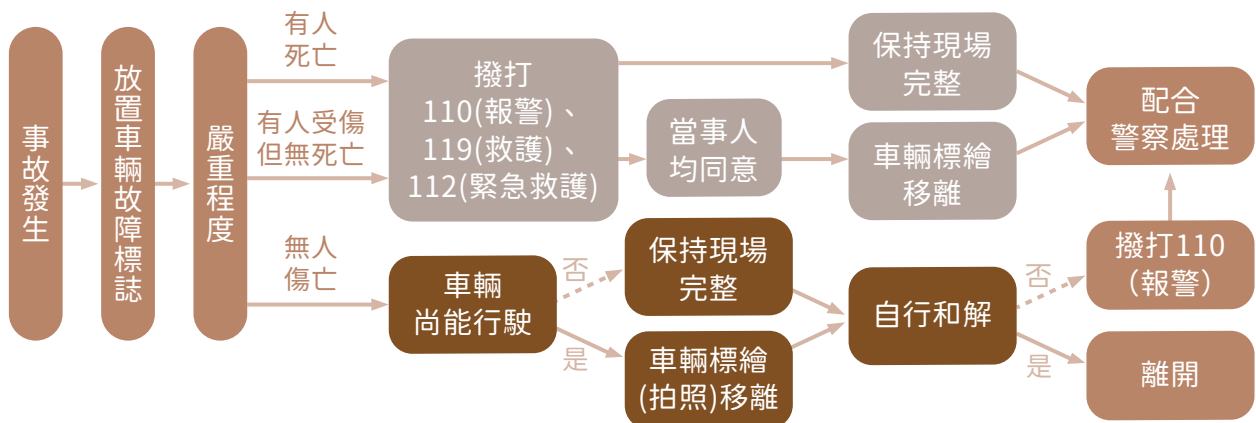 事故發生
放置車輛故障標誌
嚴重程度
有人
死亡
有人受傷
但無死亡
無人
傷亡
撥打
110(報警)、
119(救護)、
112(緊急救護)
當事人
均同意
保持現場
完整
車輛標繪
移離
配合
警察處理
車輛
尚能行駛
否
是
保持現場
完整
車輛標繪
(拍照)移離
自行和解
否
是
撥打110
(報警)
離開